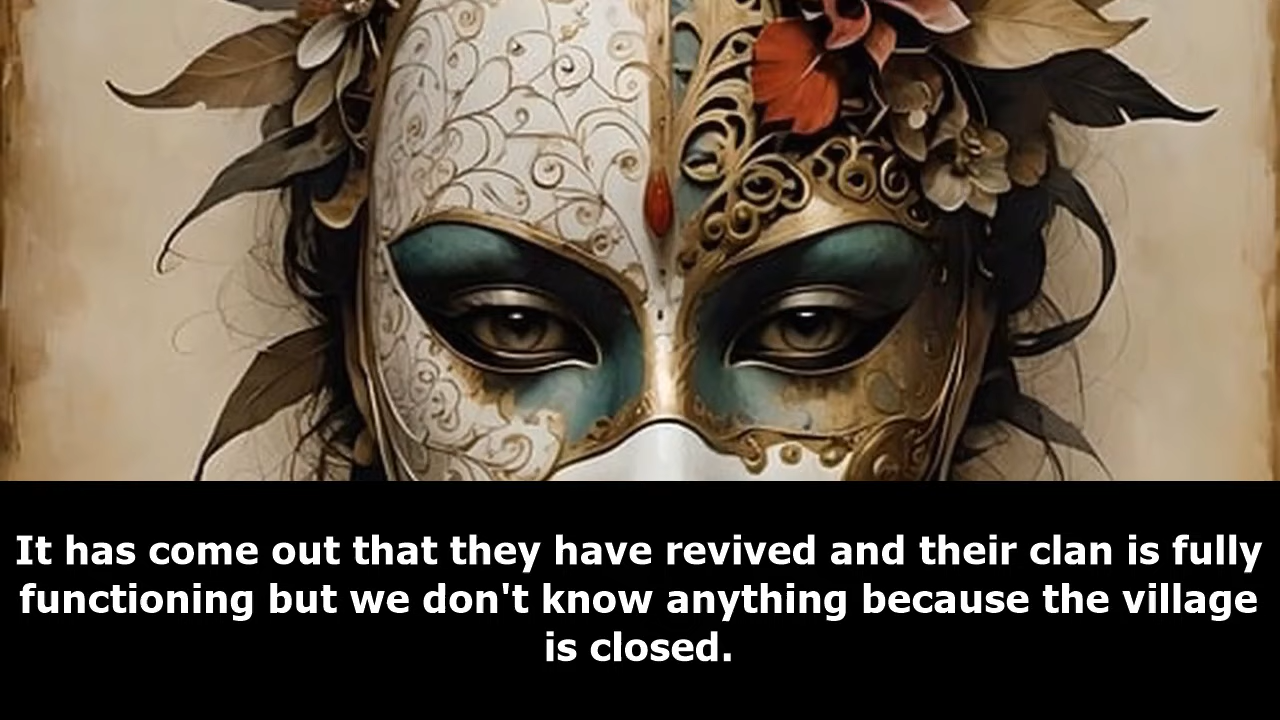 It has come out that they have revived and their clan is fully
functioning but we don't know anything because the village
is closed.